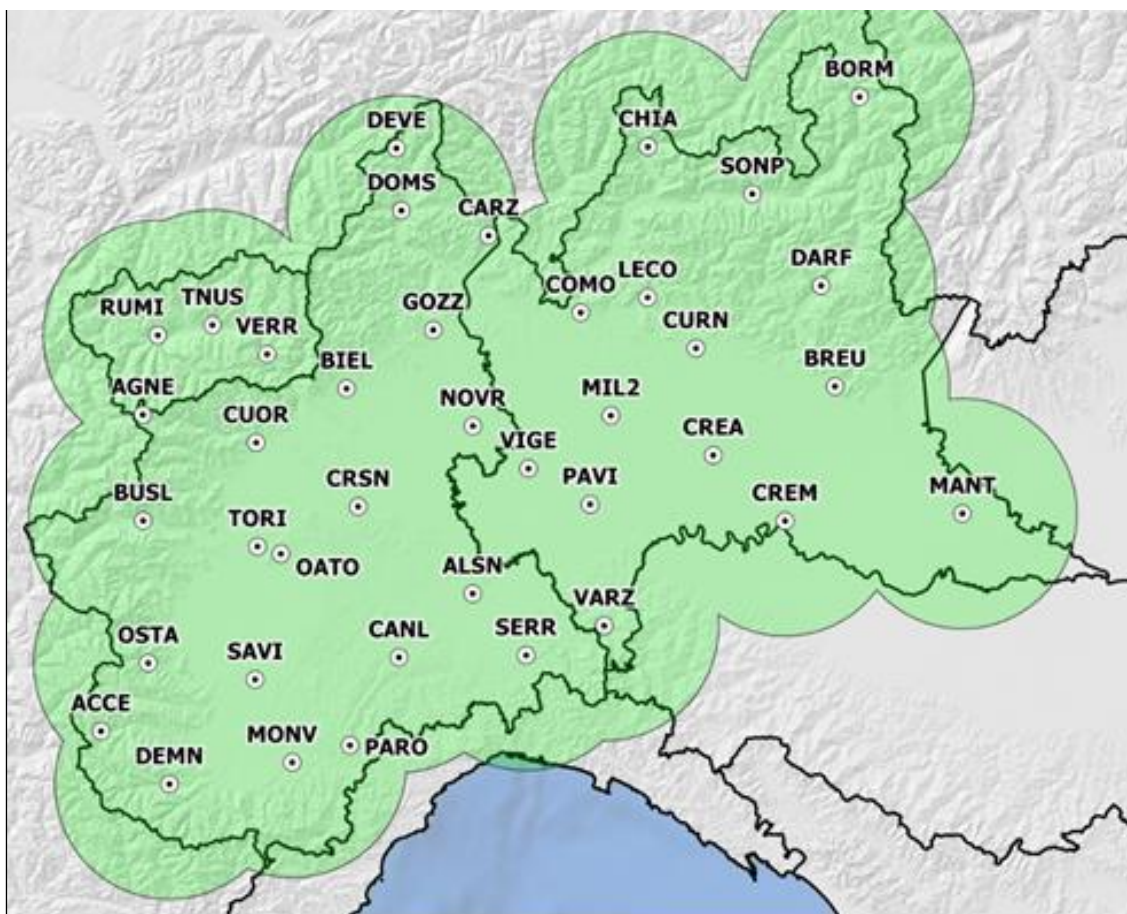 BORM
DEVE
CHIA
SONP
DOMS
CARZ
DARF
LECO
COMO
RUMI
TNUS
GOZZ
VERR
CURN
BIEL
BREU
AGNE
NOVR
MIL2
CUOR
CREA
VIGE
CRSN
PAVI
MANT
CREM
BUSL
TORI
OATO
ALSN
VARZ
OSTA
CANL
SERR
SAVI
ACCE
MONV
PARO
DEMN